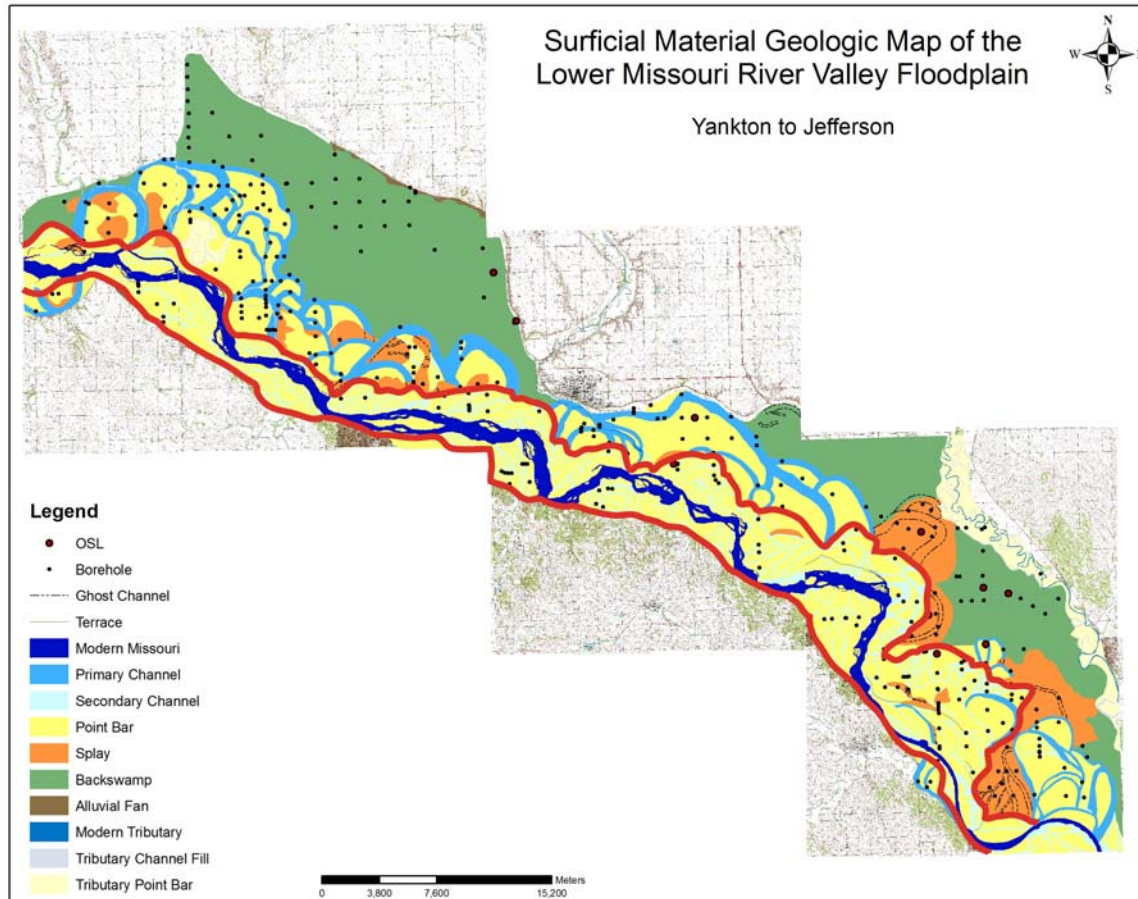 Surficial Material Geologic Map of the
Lower Missouri River Valley Floodplain
Yankton to Jefferson
N
W
E
S
Legend
OSL
Borehole
Ghost Channel
Terrace
Modern Missouri
Primary Channel
Secondary Channel
Point Bar
Splay
Backswamp
Alluvial Fan
Modern Tributary
Tributary Channel Fill
Tributary Point Bar
Meters
0 3,800 7,600 15,200